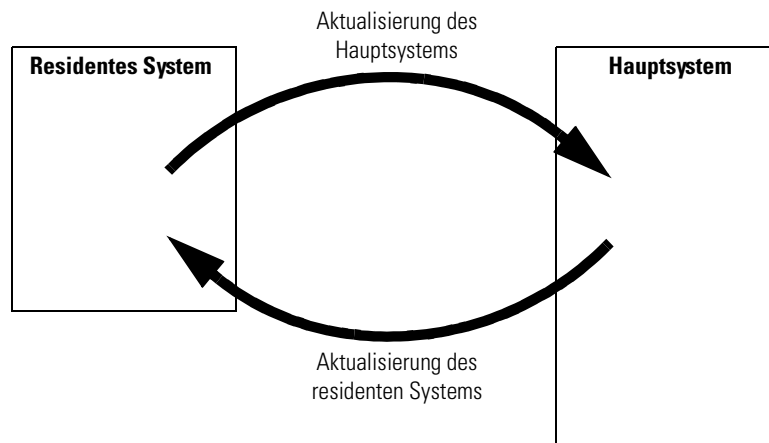 Aktualisierung des
Hauptsystems
Residentes System
Hauptsystem
Aktualisierung des
residenten Systems